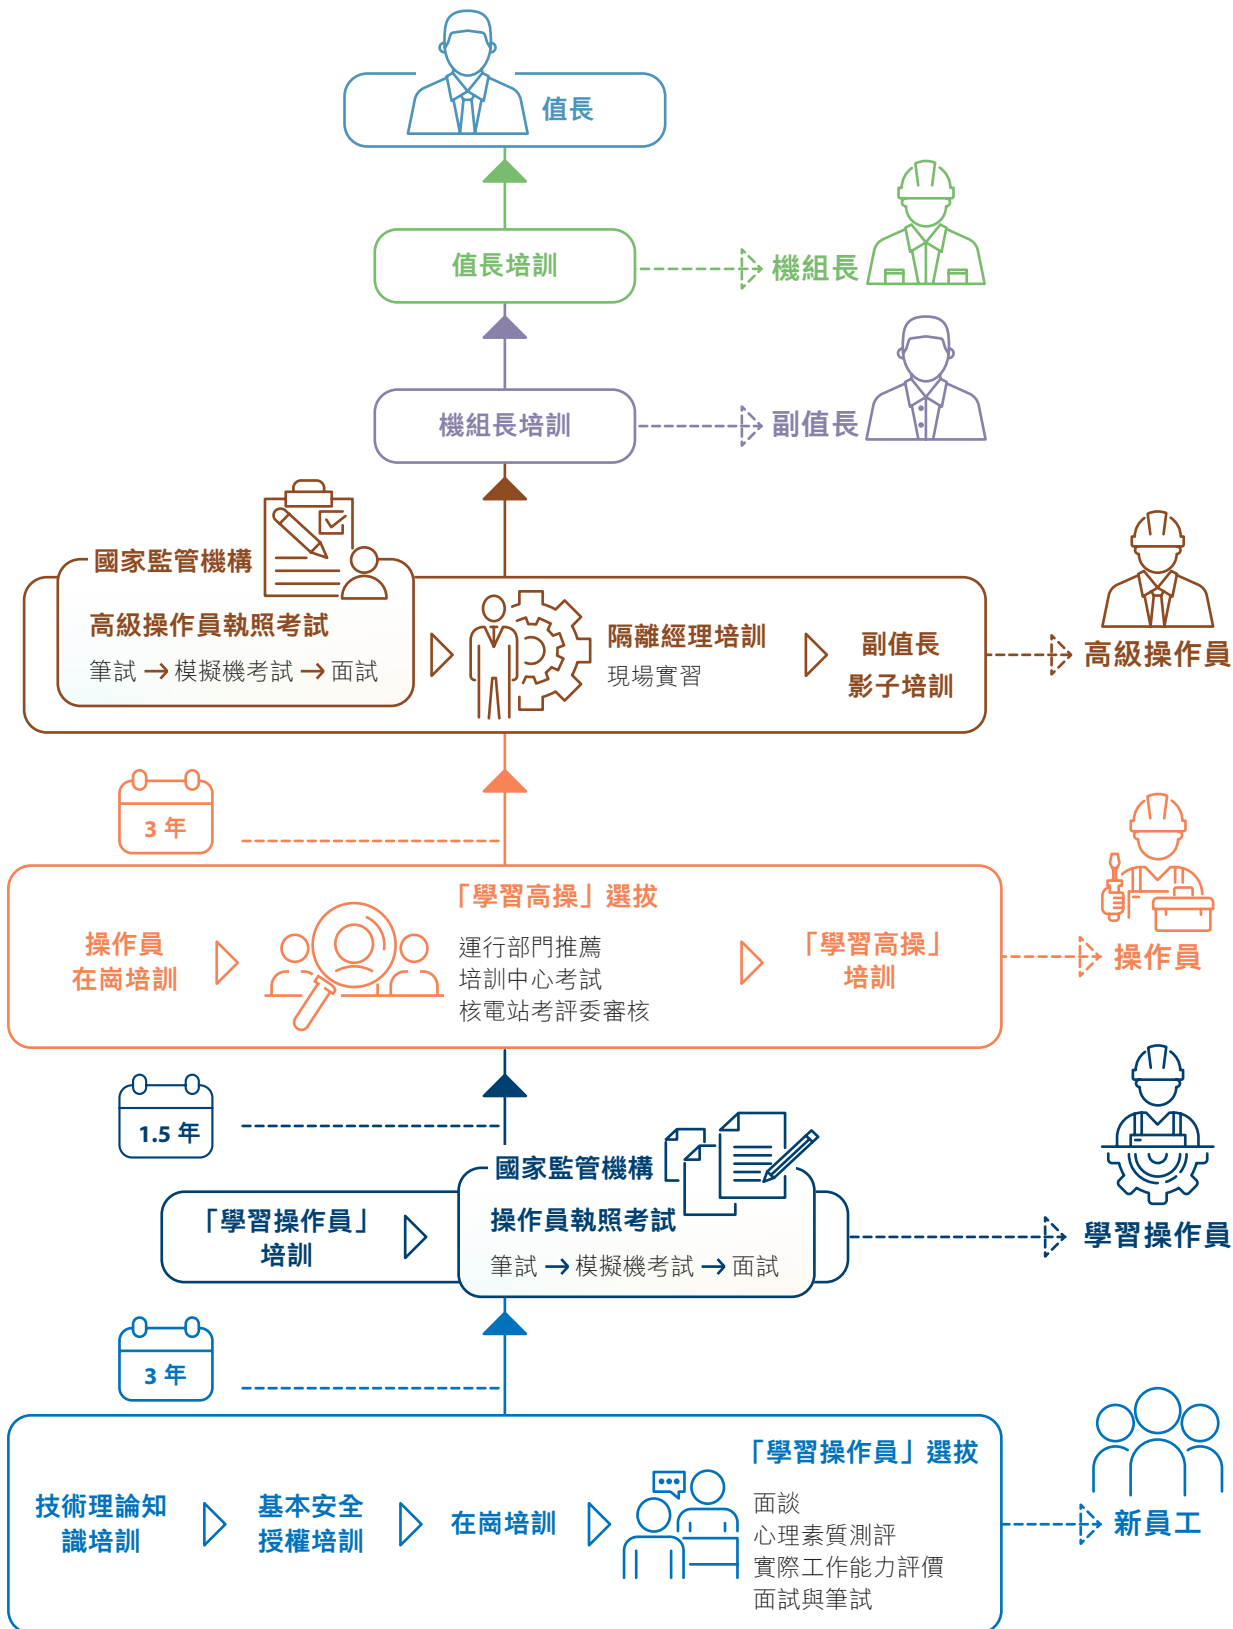 值長
值長培訓
機組長
機組長培訓
副值長
國家監管機構
高級操作員執照考試
筆試 → 模擬機考試 → 面試
隔離經理培訓
現場實習
副值長
影子培訓
高級操作員
3 年
操作員
在崗培訓
「學習高操」選拔
運行部門推薦
培訓中心考試
核電站考評委審核
「學習高操」
培訓
操作員
1.5 年
「學習操作員」
培訓
國家監管機構
操作員執照考試
筆試 → 模擬機考試 → 面試
學習操作員
3 年
技術理論知
識培訓
基本安全
授權培訓
在崗培訓
「學習操作員」選拔
面談
心理素質測評
實際工作能力評價
面試與筆試
新員工